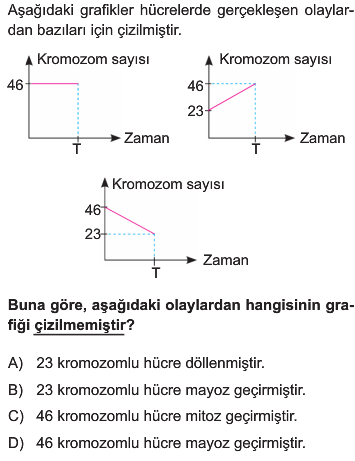 Aşağıdaki grafikler hücrelerde gerçekleşen olaylar-
dan bazıları için çizilmiştir.
Kromozom sayısı
46
Zaman
T
Kromozom sayısı
46
23
Zaman
T
Kromozom sayısı
46
23
Zaman
T
Buna göre, aşağıdaki olaylardan hangisinin gra-
fiği çizilmemiştir?
A) 23 kromozomlu hücre döllenmiştir.
B) 23 kromozomlu hücre mayoz geçirmiştir.
C) 46 kromozomlu hücre mitoz geçirmiştir.
D) 46 kromozomlu hücre mayoz geçirmiştir.